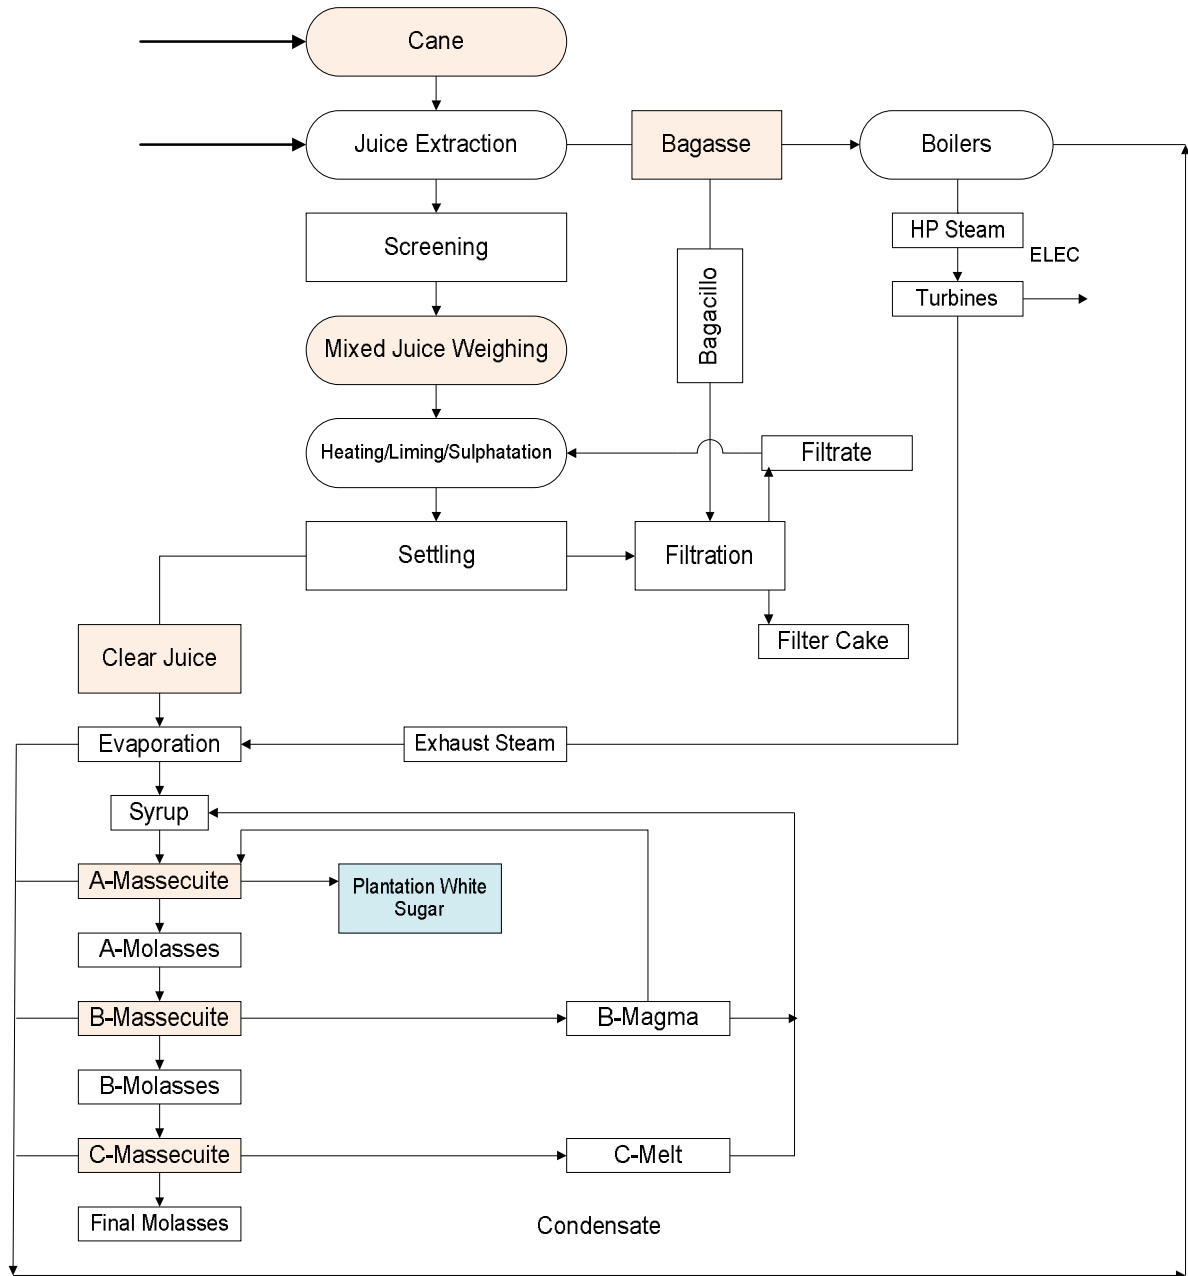 Cane
Juice Extraction
Bagasse
Boilers
Screening
HP Steam
ELEC
Turbines
Bagacillo
Mixed Juice Weighing
Heating/Liming/Sulphatation
Filtrate
Settling
Filtration
Filter Cake
Clear Juice
Evaporation
Exhaust Steam
Syrup
A-Massecuite
Plantation White
Sugar
A-Molasses
B-Massecuite
B-Magma
B-Molasses
C-Massecuite
C-Melt
Final Molasses
Condensate